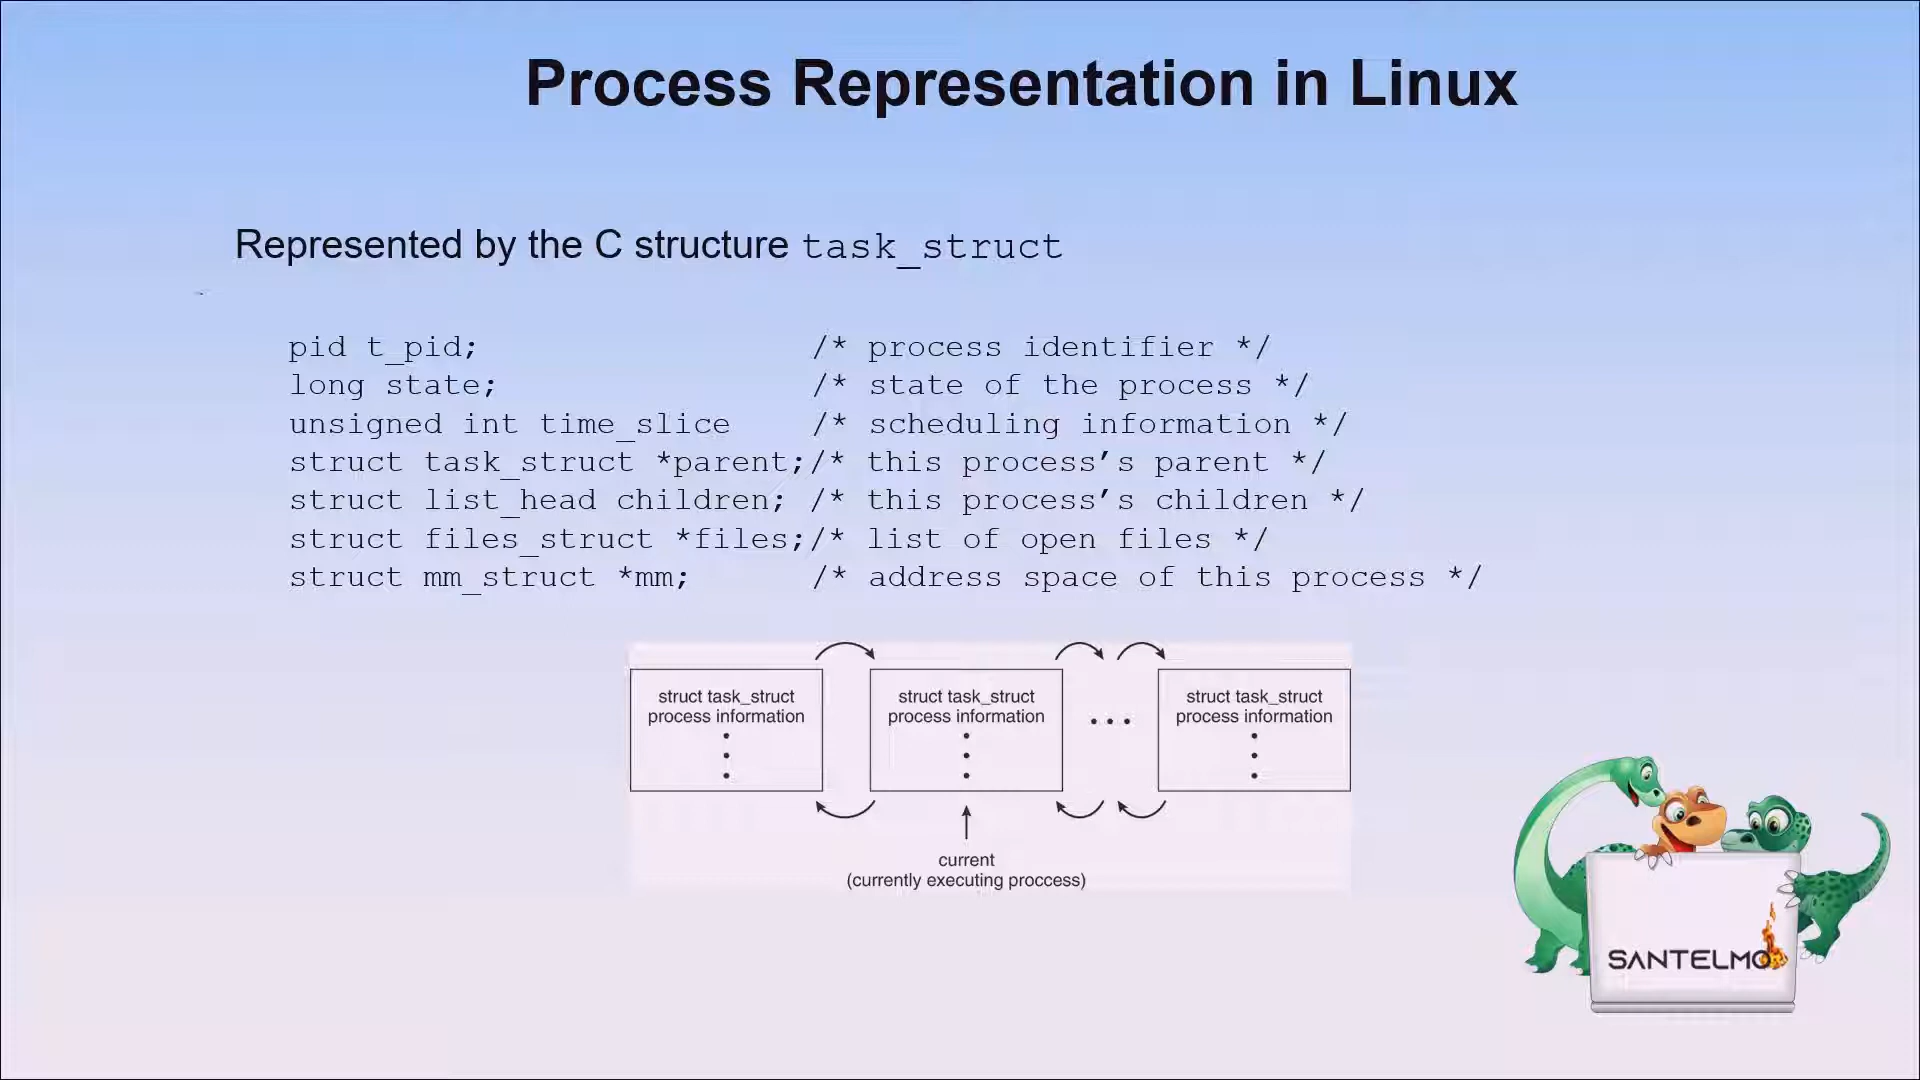 Process Representation in Linux
Represented by the C structure task_struct
pid t_pid; /* process identifier */
long state; /* state of the process */
unsigned int time_slice /* scheduling information */
struct task_struct *parent;/* this process’s parent */
struct list_head children; /* this process’s children */
struct files_struct *files;/* list of open files */
struct mm_struct *mm; /* address space of this process */
struct task_struct
process information
struct task_struct
process information
struct task_struct
process information
current
(currently executing proccess)
SANTELMO